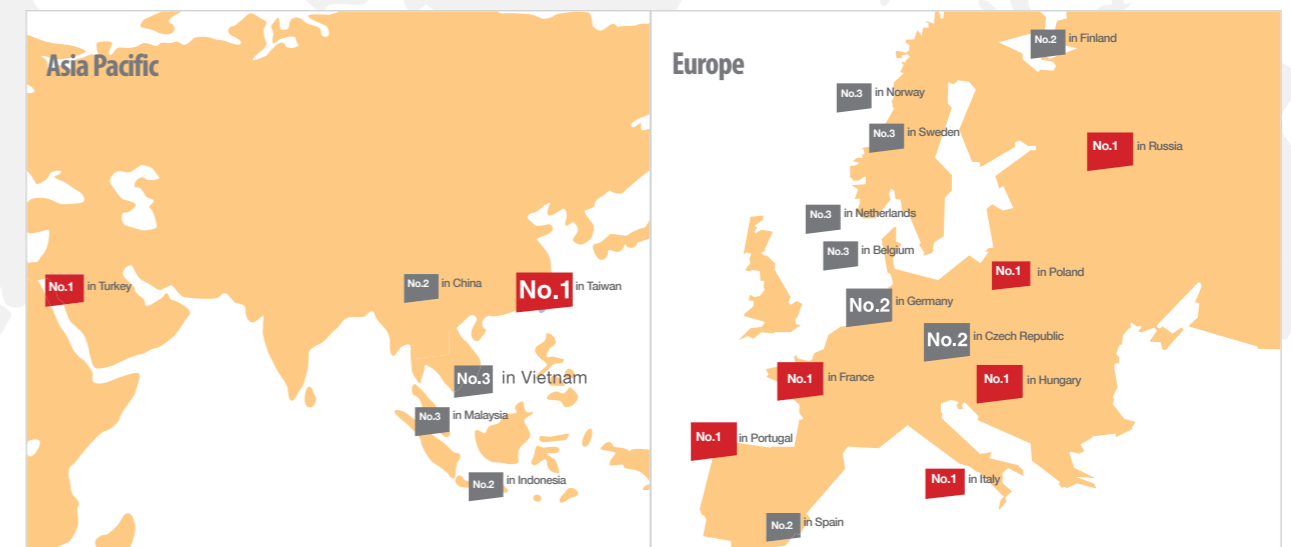 Asia Pacific
No.1 in Turkey
No.2 in China
No.1 in Taiwan
No.3 in Vietnam
No.3 in Malaysia
No.2 in Indonesia
Europe
No.2 in Finland
No.3 in Norway
No.3 in Sweden
No.1 in Russia
No.3 in Netherlands
No.3 in Belgium
No.1 in Poland
No.2 in Germany
No.2 in Czech Republic
No.1 in France
No.1 in Hungary
No.1 in Portugal
No.1 in Italy
No.2 in Spain